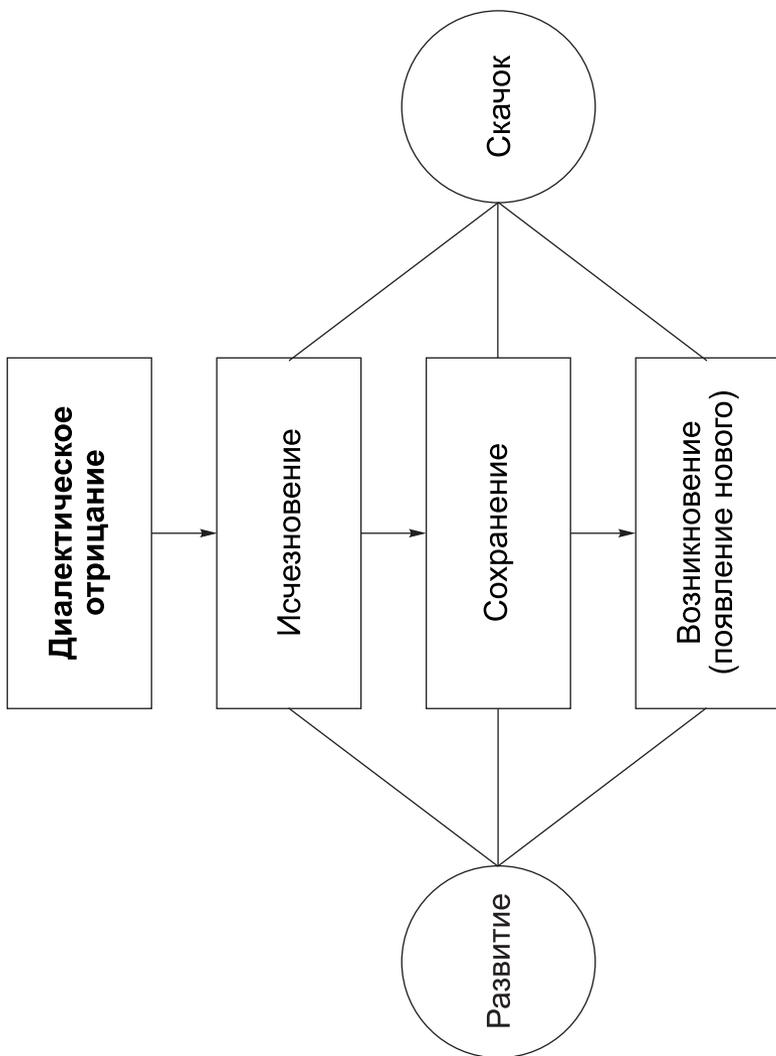 Диалектическое
отрицание
Развитие
Исчезновение
Сохранение
Возникновение
(появление нового)
Скачок